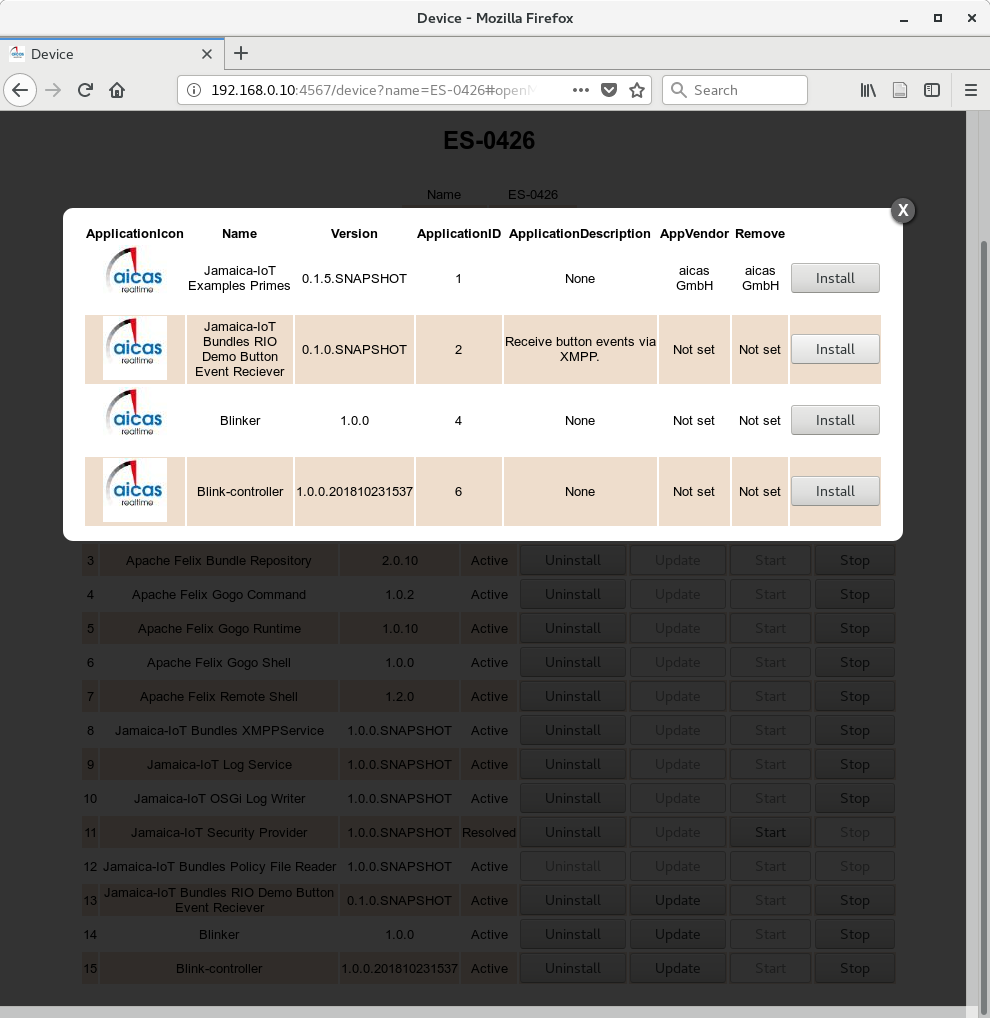 Device - Mozilla Firefox
Device
192.168.0.10:4567/device?name=ES-0426#open
Search
ES-0426
Name ES-0426
X
ApplicationIcon Name Version ApplicationID ApplicationDescription AppVendor Remove
aicas
realtime
Jamaica-IoT
Examples Primes
0.1.5.SNAPSHOT 1 None
aicas
GmbH
aicas
GmbH
Install
aicas
realtime
Jamaica-IoT
Bundles RIO
Demo Button
Event Reciever
0.1.0.SNAPSHOT 2
Receive button events via
XMPP.
Not set Not set Install
aicas
realtime
Blinker 1.0.0 4 None Not set Not set Install
aicas
realtime
Blink-controller 1.0.0.201810231537 6 None Not set Not set Install
3 Apache Felix Bundle Repository 2.0.10 Active Uninstall Update Start Stop
4 Apache Felix Gogo Command 1.0.2 Active Uninstall Update Start Stop
5 Apache Felix Gogo Runtime 1.0.10 Active Uninstall Update Start Stop
6 Apache Felix Gogo Shell 1.0.0 Active Uninstall Update Start Stop
7 Apache Felix Remote Shell 1.2.0 Active Uninstall Update Start Stop
8 Jamaica-IoT Bundles XMPPService 1.0.0.SNAPSHOT Active Uninstall Update Start Stop
9 Jamaica-IoT Log Service 1.0.0.SNAPSHOT Active Uninstall Update Start Stop
10 Jamaica-IoT OSGi Log Writer 1.0.0.SNAPSHOT Active Uninstall Update Start Stop
11 Jamaica-IoT Security Provider 1.0.0.SNAPSHOT Resolved Uninstall Update Start Stop
12 Jamaica-IoT Bundles Policy File Reader 1.0.0.SNAPSHOT Active Uninstall Update Start Stop
13 Jamaica-IoT Bundles RIO Demo Button
Event Reciever
0.1.0.SNAPSHOT Active Uninstall Update Start Stop
14 Blinker 1.0.0 Active Uninstall Update Start Stop
15 Blink-controller 1.0.0.201810231537 Active Uninstall Update Start Stop